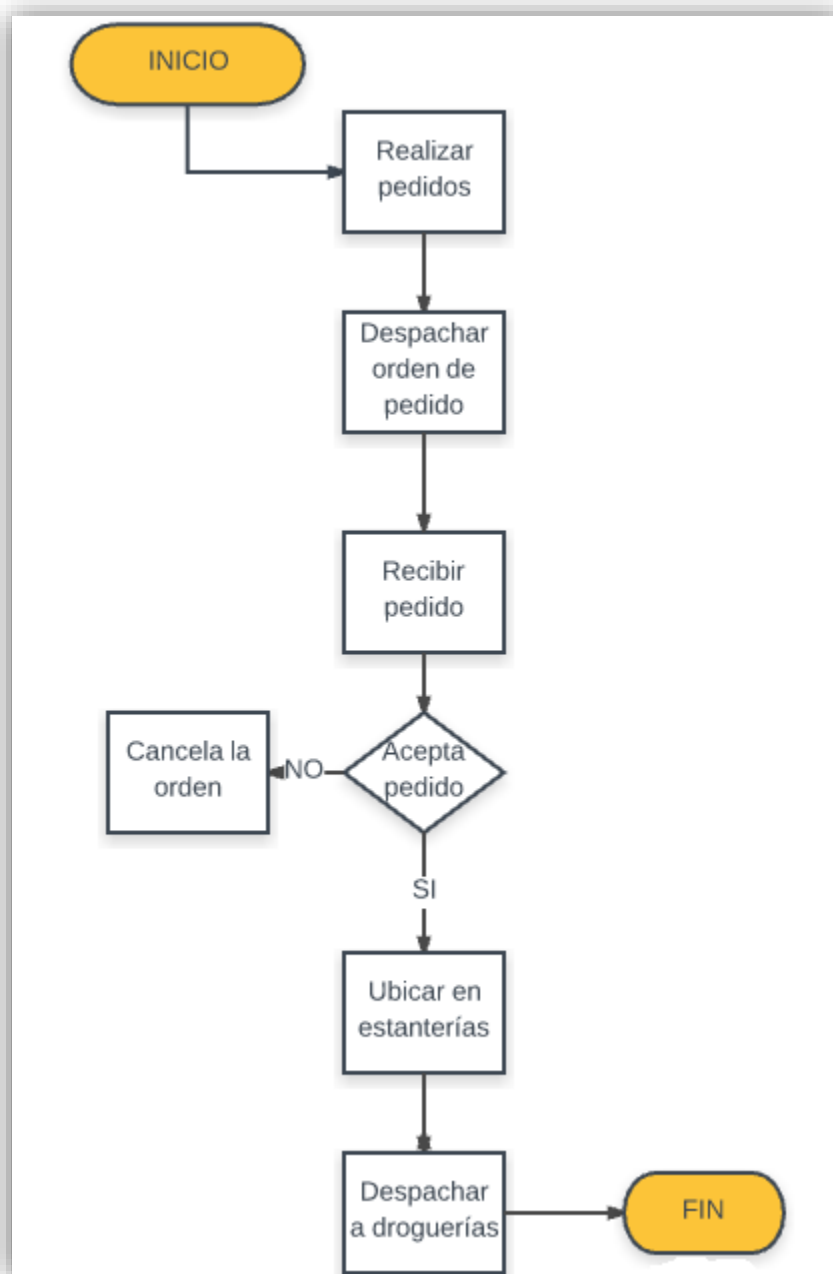 INICIO
Realizar
pedidos
Despachar
orden de
pedido
Recibir
pedido
Acepta
pedido
NO
Cancela la
orden
SI
Ubicar en
estanterías
Despachar
a droguerías
FIN